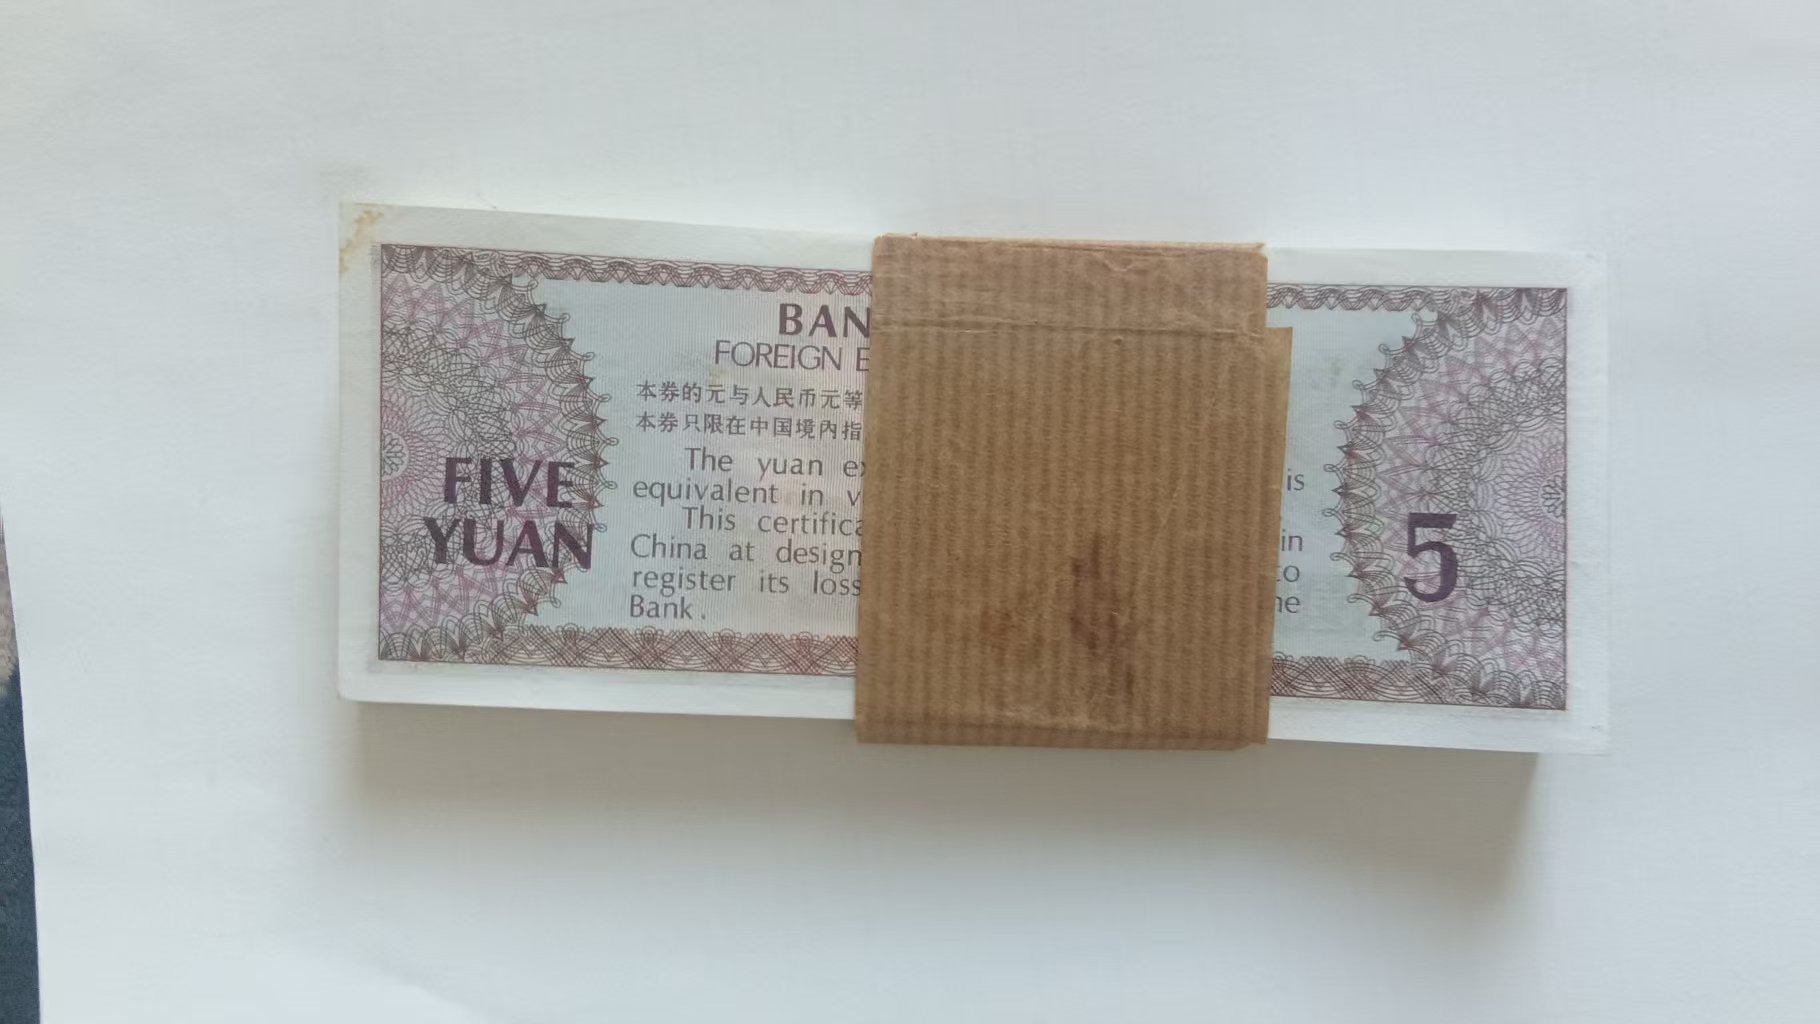 BAN
FOREIGN E
本券的元与人民币元等
本券只限在中国境内指
The yuan ex
equivalent in v is
This certifica
China at design in
register its loss to
Bank. he
FIVE
YUAN
5